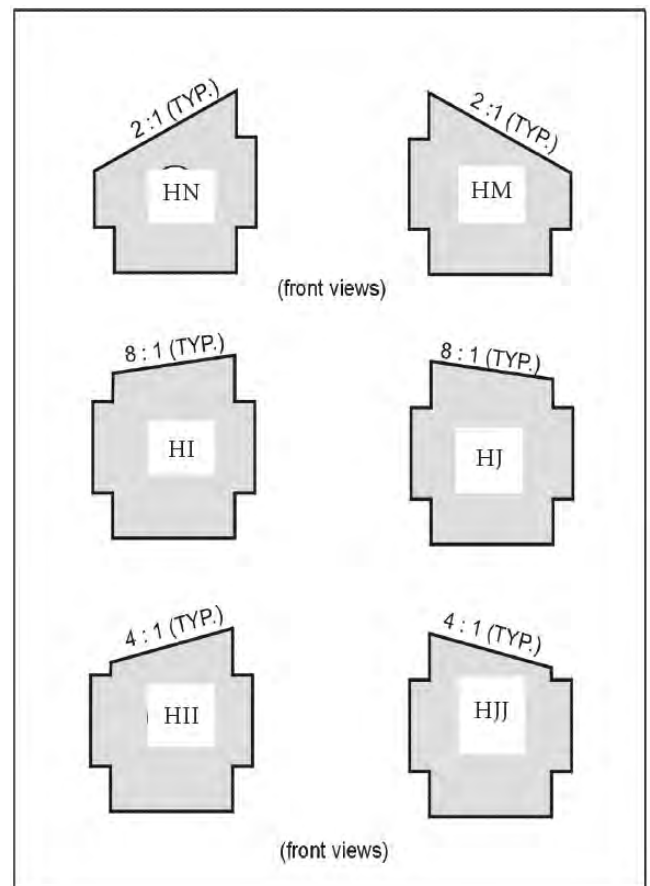 2 :1 (TYP.)
2 :1 (TYP.)
HN
HM
(front views)
8 : 1 (TYP.)
8 : 1 (TYP.)
HI
HJ
4 : 1 (TYP.)
4 : 1 (TYP.)
HII
HJJ
(front views)